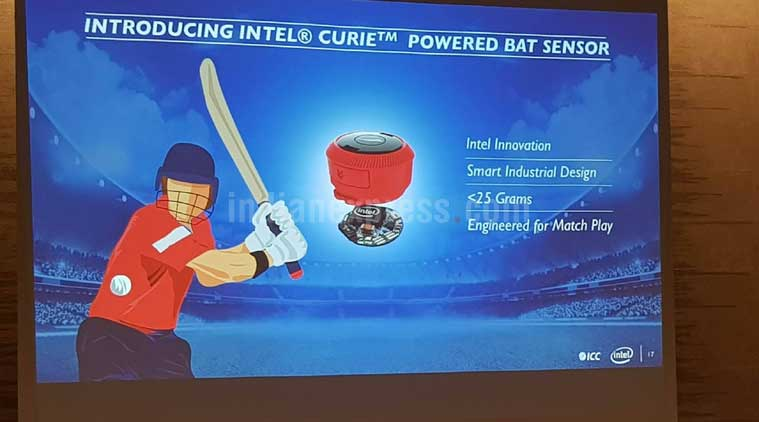 INTRODUCING INTEL® CURIE™ POWERED BAT SENSOR
Intel Innovation
Smart Industrial Design
<25 Grams
Engineered for Match Play
indianexpress.com
intel
ICC
intel
17